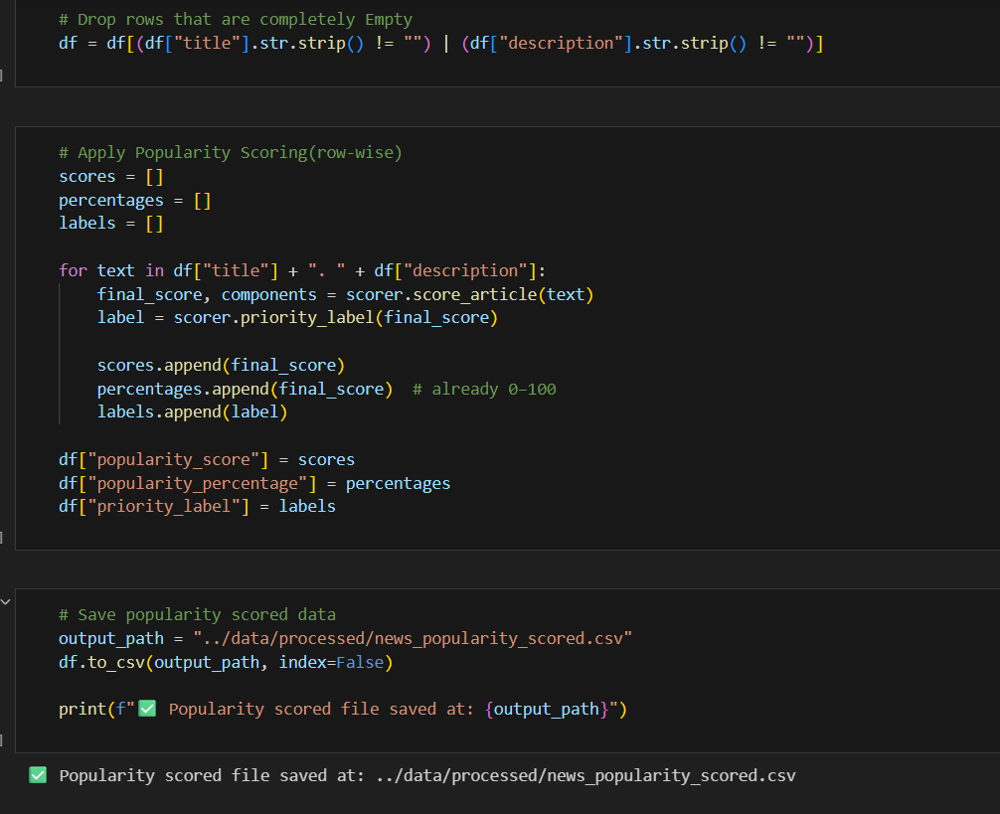 # Drop rows that are completely Empty
df = df[(df["title"].str.strip() != "") | (df["description"].str.strip() != "")]
]
# Apply Popularity Scoring(row-wise)
scores = []
percentages = []
labels = []
for text in df["title"] + ". " + df["description"]:
    final_score, components = scorer.score_article(text)
    label = scorer.priority_label(final_score)
    scores.append(final_score)
    percentages.append(final_score)  # already 0–100
    labels.append(label)
df["popularity_score"] = scores
df["popularity_percentage"] = percentages
df["priority_label"] = labels
]
# Save popularity scored data
output_path = "../data/processed/news_popularity_scored.csv"
df.to_csv(output_path, index=False)
print(f"✅ Popularity scored file saved at: {output_path}")
]
✅ Popularity scored file saved at: ../data/processed/news_popularity_scored.csv